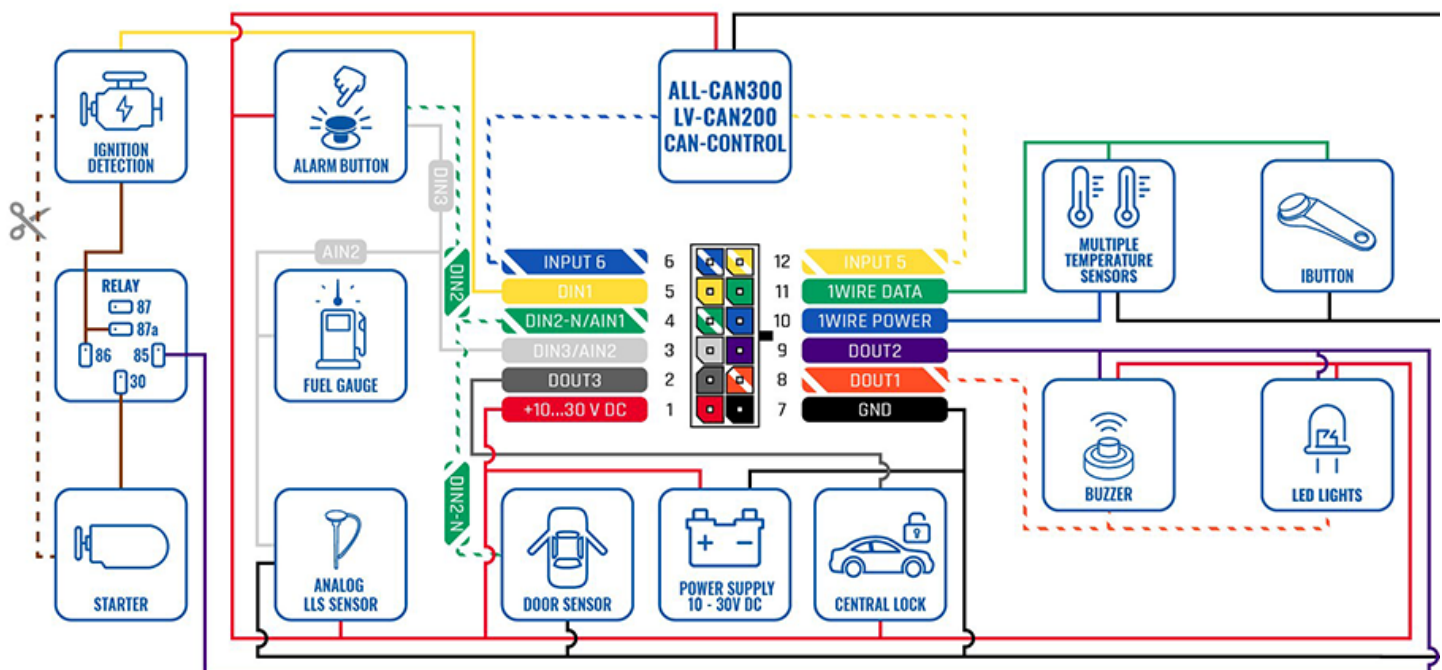 IGNITION
DETECTION
ALARM BUTTON
ALL-CAN300
LV-CAN200
CAN-CONTROL
DIN3
AIN2
DIN2
MULTIPLE
TEMPERATURE
SENSORS
IBUTTON
RELAY
87
87a
86
85
30
FUEL GAUGE
INPUT 6
6
12
INPUT 5
DIN1
5
11
1WIRE DATA
DIN2-N/AIN1
4
10
1WIRE POWER
DIN3/AIN2
3
9
DOUT2
DOUT3
2
8
DOUT1
+10...30 V DC
1
7
GND
BUZZER
LED LIGHTS
DIN2-N
STARTER
ANALOG
LLS SENSOR
DOOR SENSOR
POWER SUPPLY
10 - 30V DC
CENTRAL LOCK